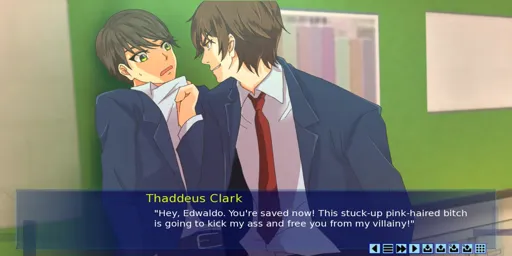 Thaddeus Clark
"Hey, Edwaldo. You're saved now! This stuck-up pink-haired bitch
is going to kick my ass and free you from my villainy!"